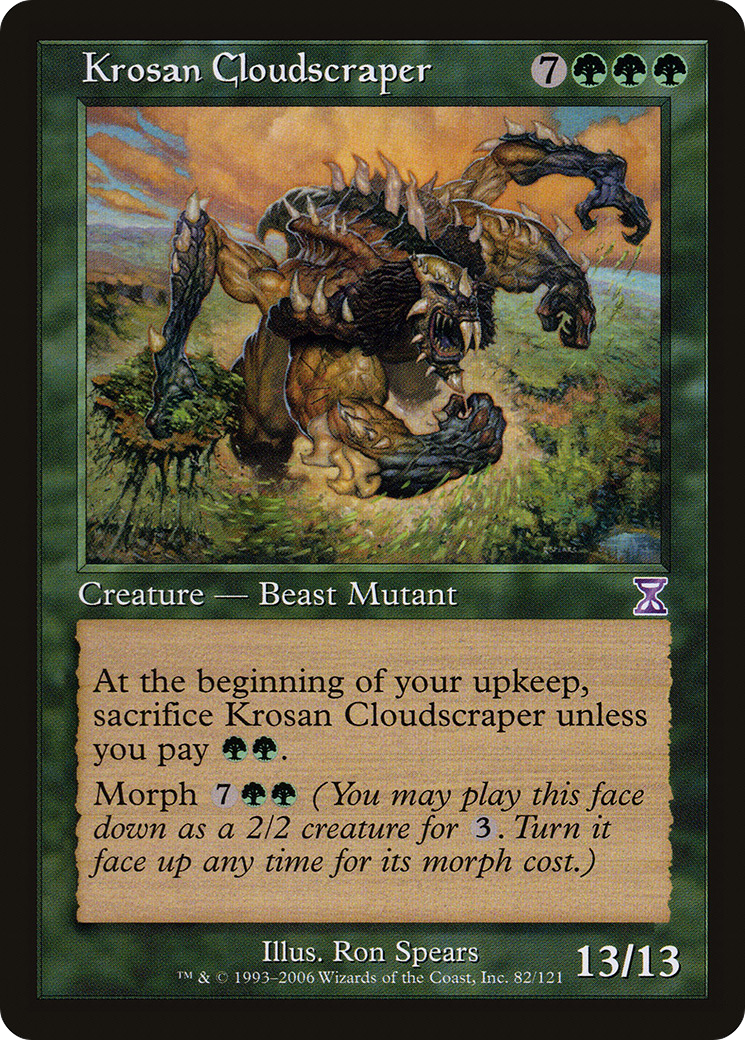 Krosan Cloudscraper 7
Creature — Beast Mutant
At the beginning of your upkeep,
sacrifice Krosan Cloudscraper unless
you pay .
Morph 7 (You may play this face
down as a 2/2 creature for 3. Turn it
face up any time for its morph cost.)
Illus. Ron Spears
13/13
™ & © 1993–2006 Wizards of the Coast, Inc. 82/121